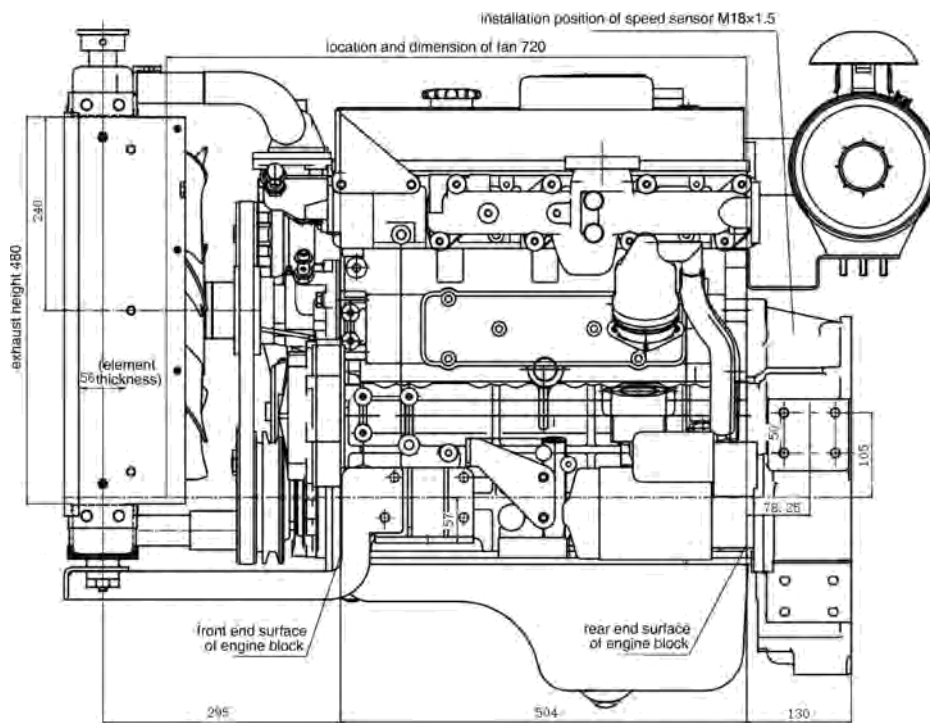 installation position of speed sensor M18×1.5
location and dimension of fan 720
240
exhaust height 480
(element
56
thickness)
50
105
78.25
57
front end surface
of engine block
rear end surface
of engine block
295
504
130